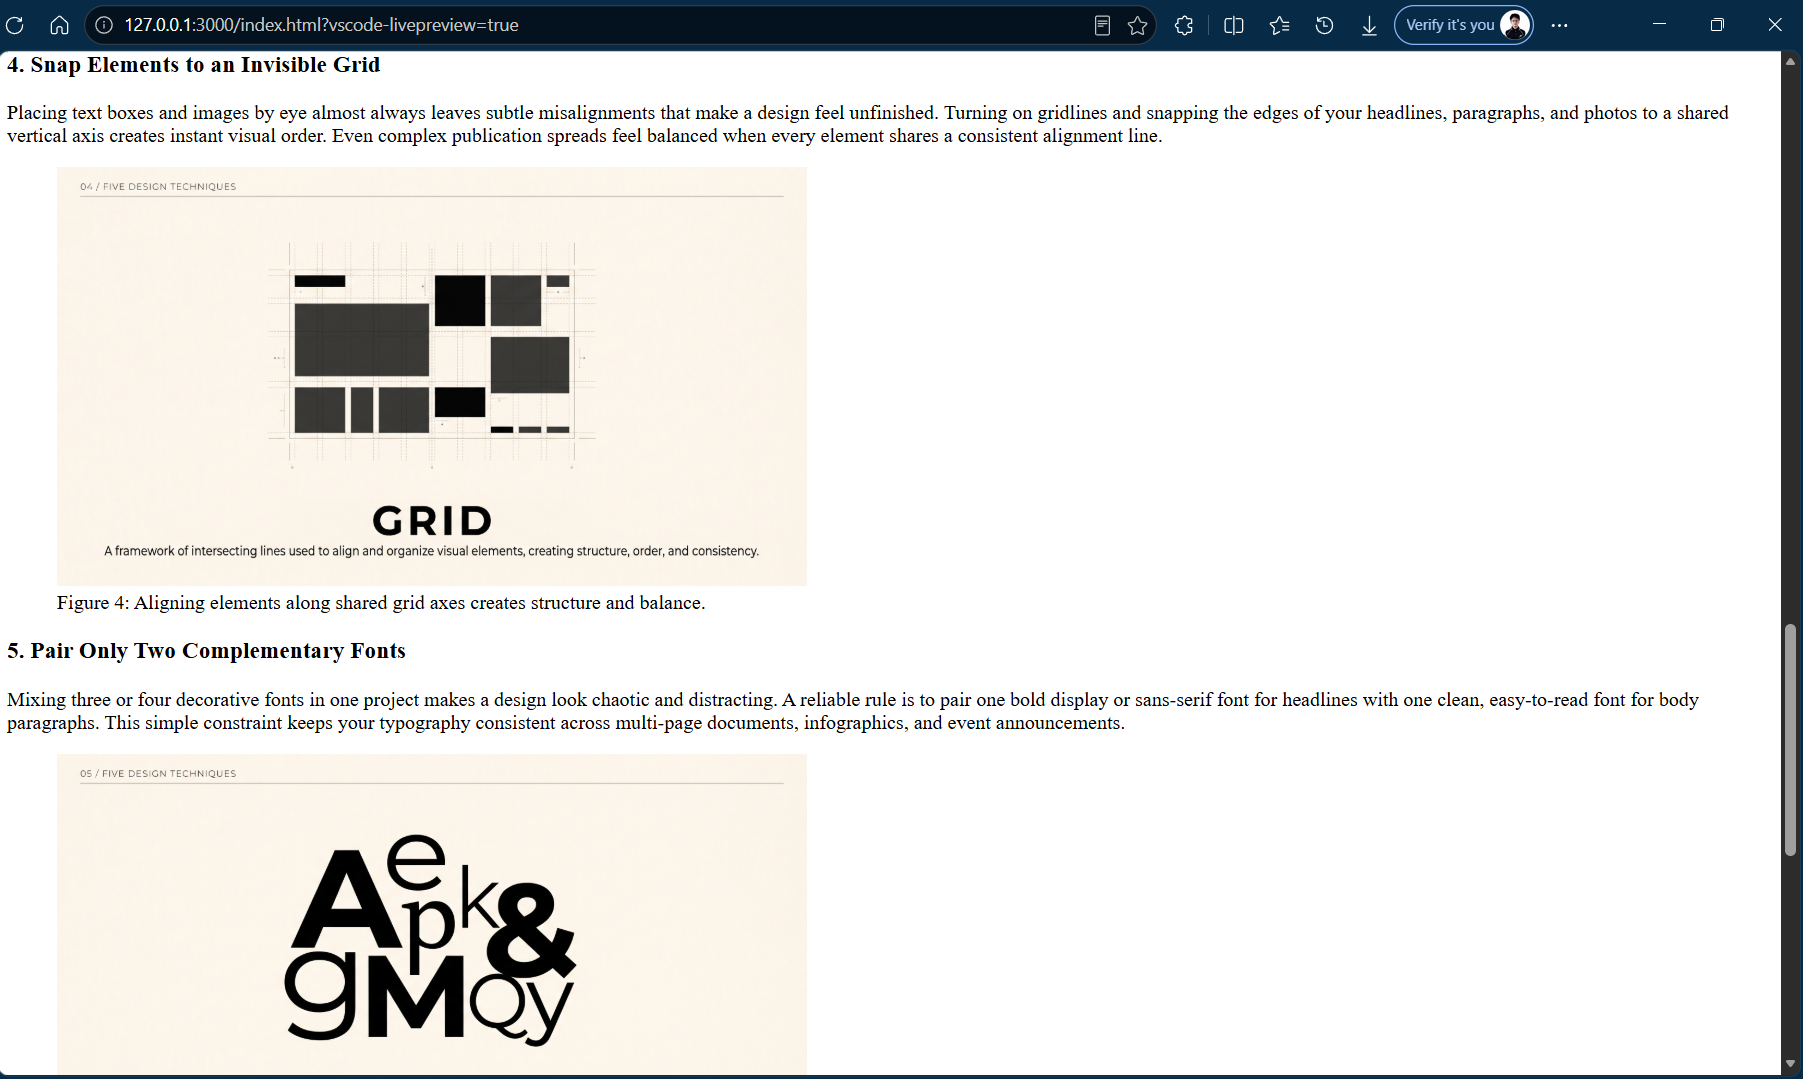 127.0.0.1:3000/index.html?vscode-livepreview=true
Verify it's you
4. Snap Elements to an Invisible Grid
Placing text boxes and images by eye almost always leaves subtle misalignments that make a design feel unfinished. Turning on gridlines and snapping the edges of your headlines, paragraphs, and photos to a shared
vertical axis creates instant visual order. Even complex publication spreads feel balanced when every element shares a consistent alignment line.
04 / FIVE DESIGN TECHNIQUES
GRID
A framework of intersecting lines used to align and organize visual elements, creating structure, order, and consistency.
Figure 4: Aligning elements along shared grid axes creates structure and balance.
5. Pair Only Two Complementary Fonts
Mixing three or four decorative fonts in one project makes a design look chaotic and distracting. A reliable rule is to pair one bold display or sans-serif font for headlines with one clean, easy-to-read font for body
paragraphs. This simple constraint keeps your typography consistent across multi-page documents, infographics, and event announcements.
05 / FIVE DESIGN TECHNIQUES
A e
p k &
g M Q y